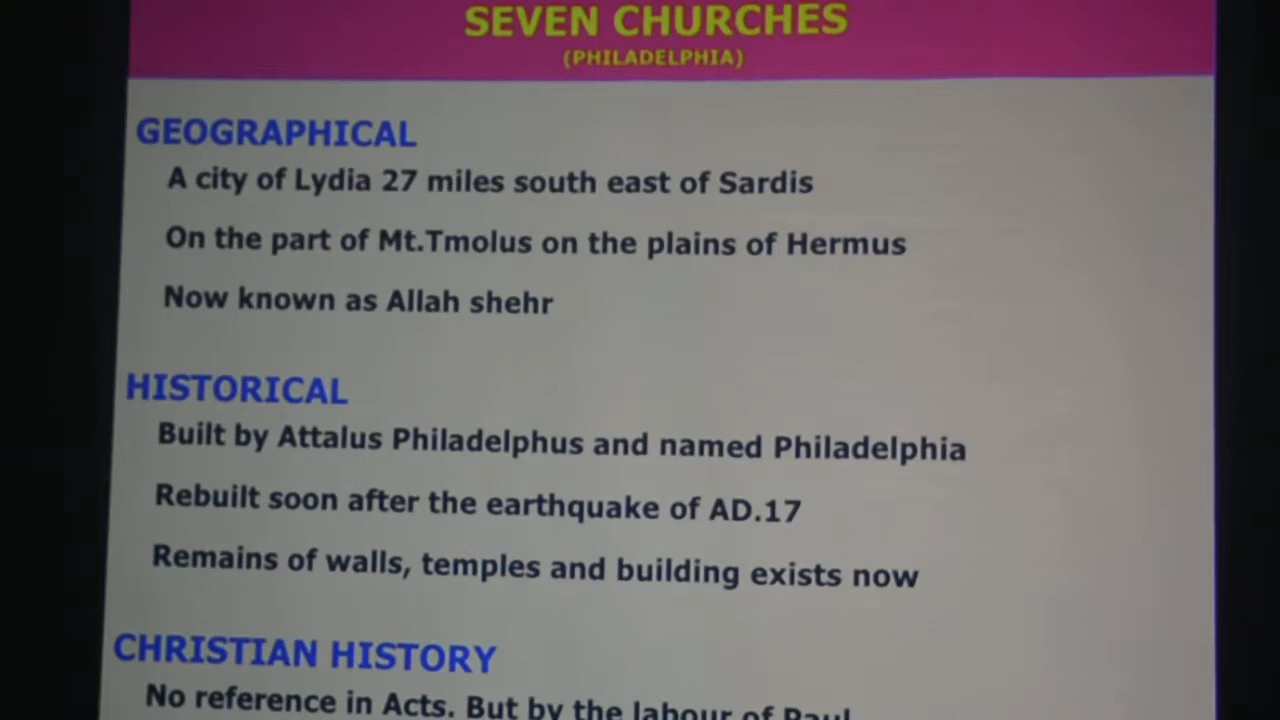 SEVEN CHURCHES
(PHILADELPHIA)
GEOGRAPHICAL
A city of Lydia 27 miles south east of Sardis
On the part of Mt.Tmolus on the plains of Hermus
Now known as Allah shehr
HISTORICAL
Built by Attalus Philadelphus and named Philadelphia
Rebuilt soon after the earthquake of AD.17
Remains of walls, temples and building exists now
CHRISTIAN HISTORY
No reference in Acts. But by the labour of Paul